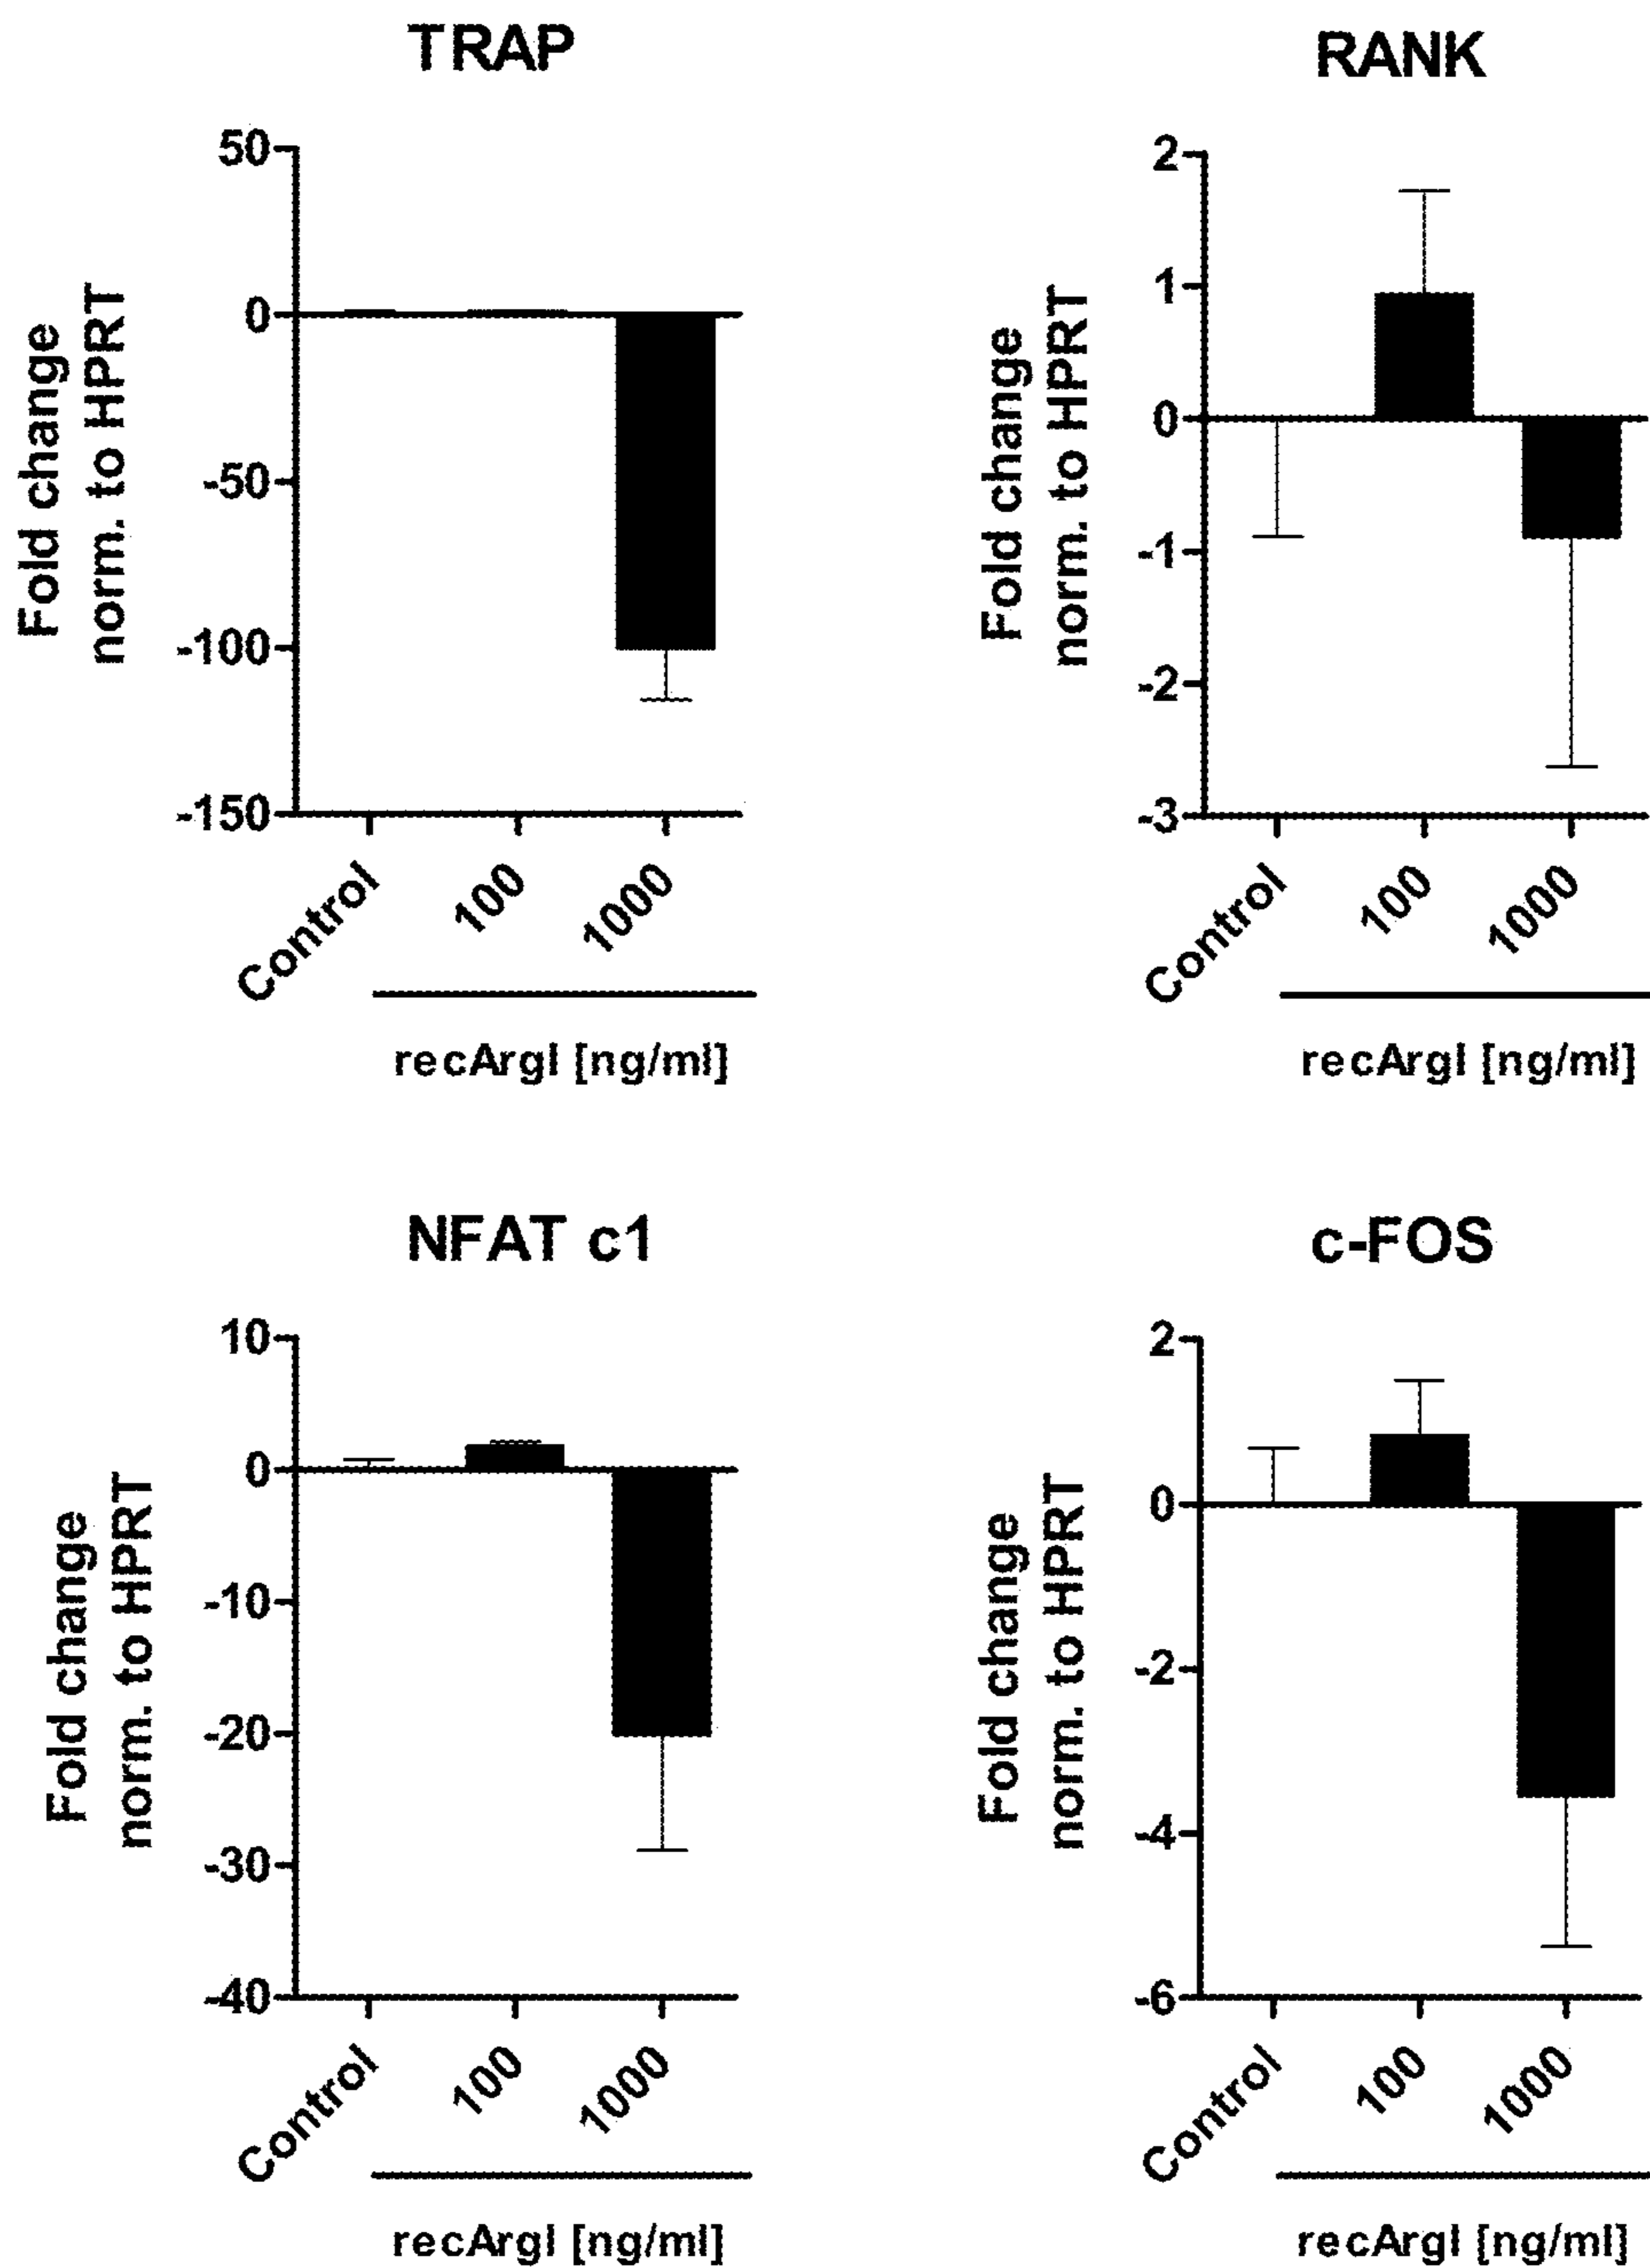 TRAP
Fold change
norm. to HPRT
50
0
-50
-100
-150
Control
100
1000
recArgI [ng/ml]
RANK
Fold change
norm. to HPRT
2
1
0
-1
-2
-3
Control
100
1000
recArgI [ng/ml]
NFAT c1
Fold change
norm. to HPRT
10
0
-10
-20
-30
-40
Control
100
1000
recArgI [ng/ml]
c-FOS
Fold change
norm. to HPRT
2
0
-2
-4
-6
Control
100
1000
recArgI [ng/ml]